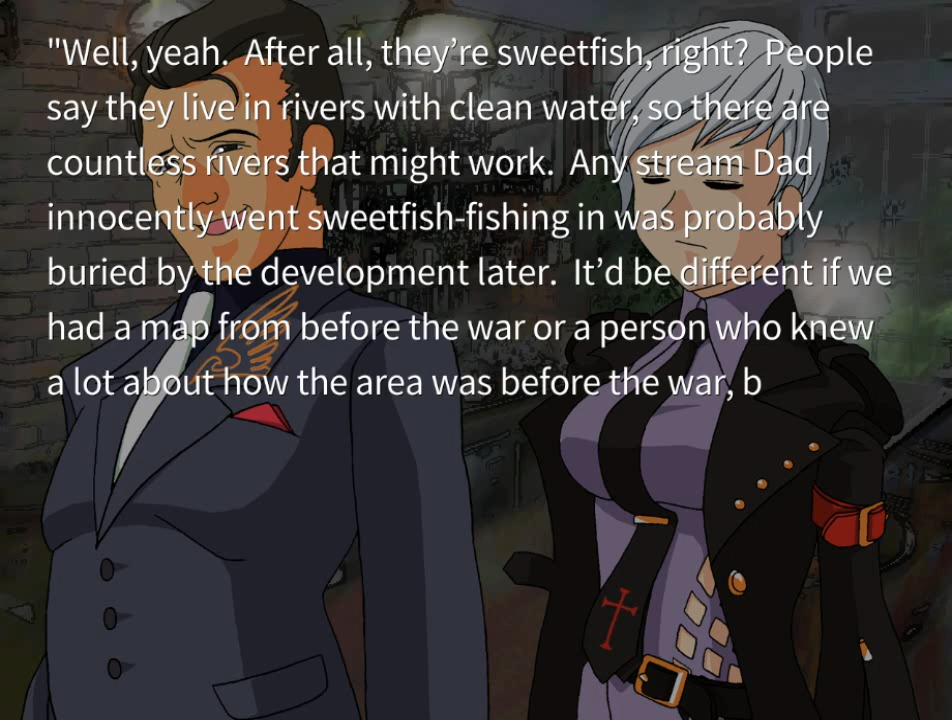 "Well, yeah.  After all, they’re sweetfish, right?  People
say they live in rivers with clean water, so there are
countless rivers that might work.  Any stream Dad
innocently went sweetfish-fishing in was probably
buried by the development later.  It’d be different if we
had a map from before the war or a person who knew
a lot about how the area was before the war, b